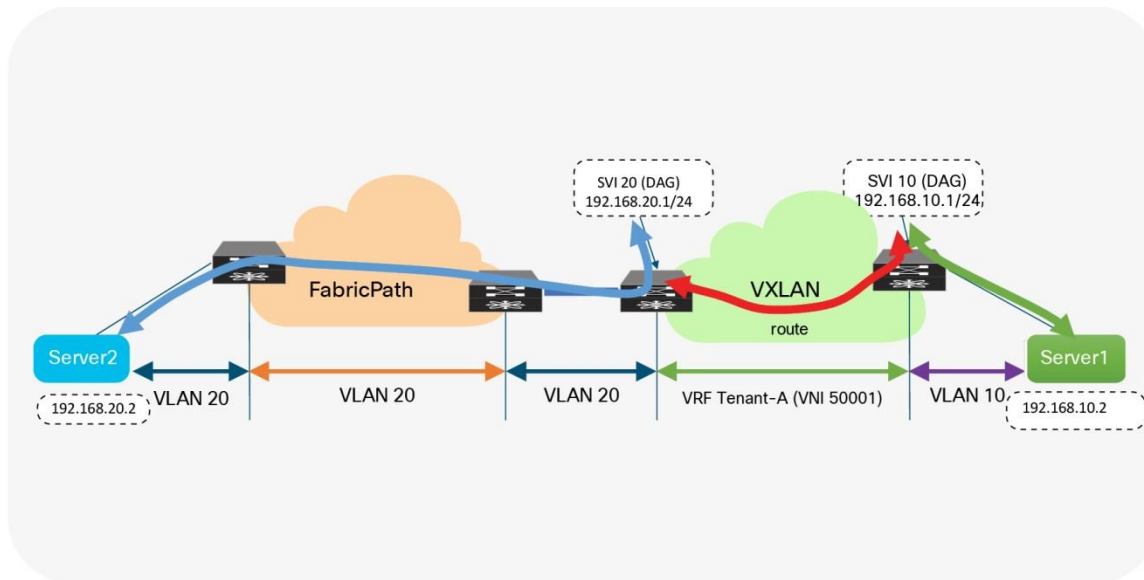 SVI 20 (DAG)
192.168.20.1/24
SVI 10 (DAG)
192.168.10.1/24
FabricPath
VXLAN
route
Server2
Server1
VLAN 20
VLAN 20
VLAN 20
VRF Tenant-A (VNI 50001)
VLAN 10
192.168.20.2
192.168.10.2